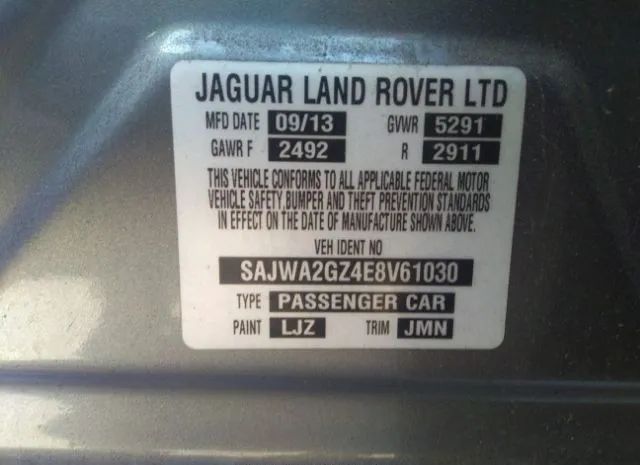 JAGUAR LAND ROVER LTD
MFD DATE 09/13 GVWR 5291
GAWR F 2492 R 2911
THIS VEHICLE CONFORMS TO ALL APPLICABLE FEDERAL MOTOR
VEHICLE SAFETY, BUMPER AND THEFT PREVENTION STANDARDS
IN EFFECT ON THE DATE OF MANUFACTURE SHOWN ABOVE.
VEH IDENT NO
SAJWA2GZ4E8V61030
TYPE PASSENGER CAR
PAINT LJZ TRIM JMN